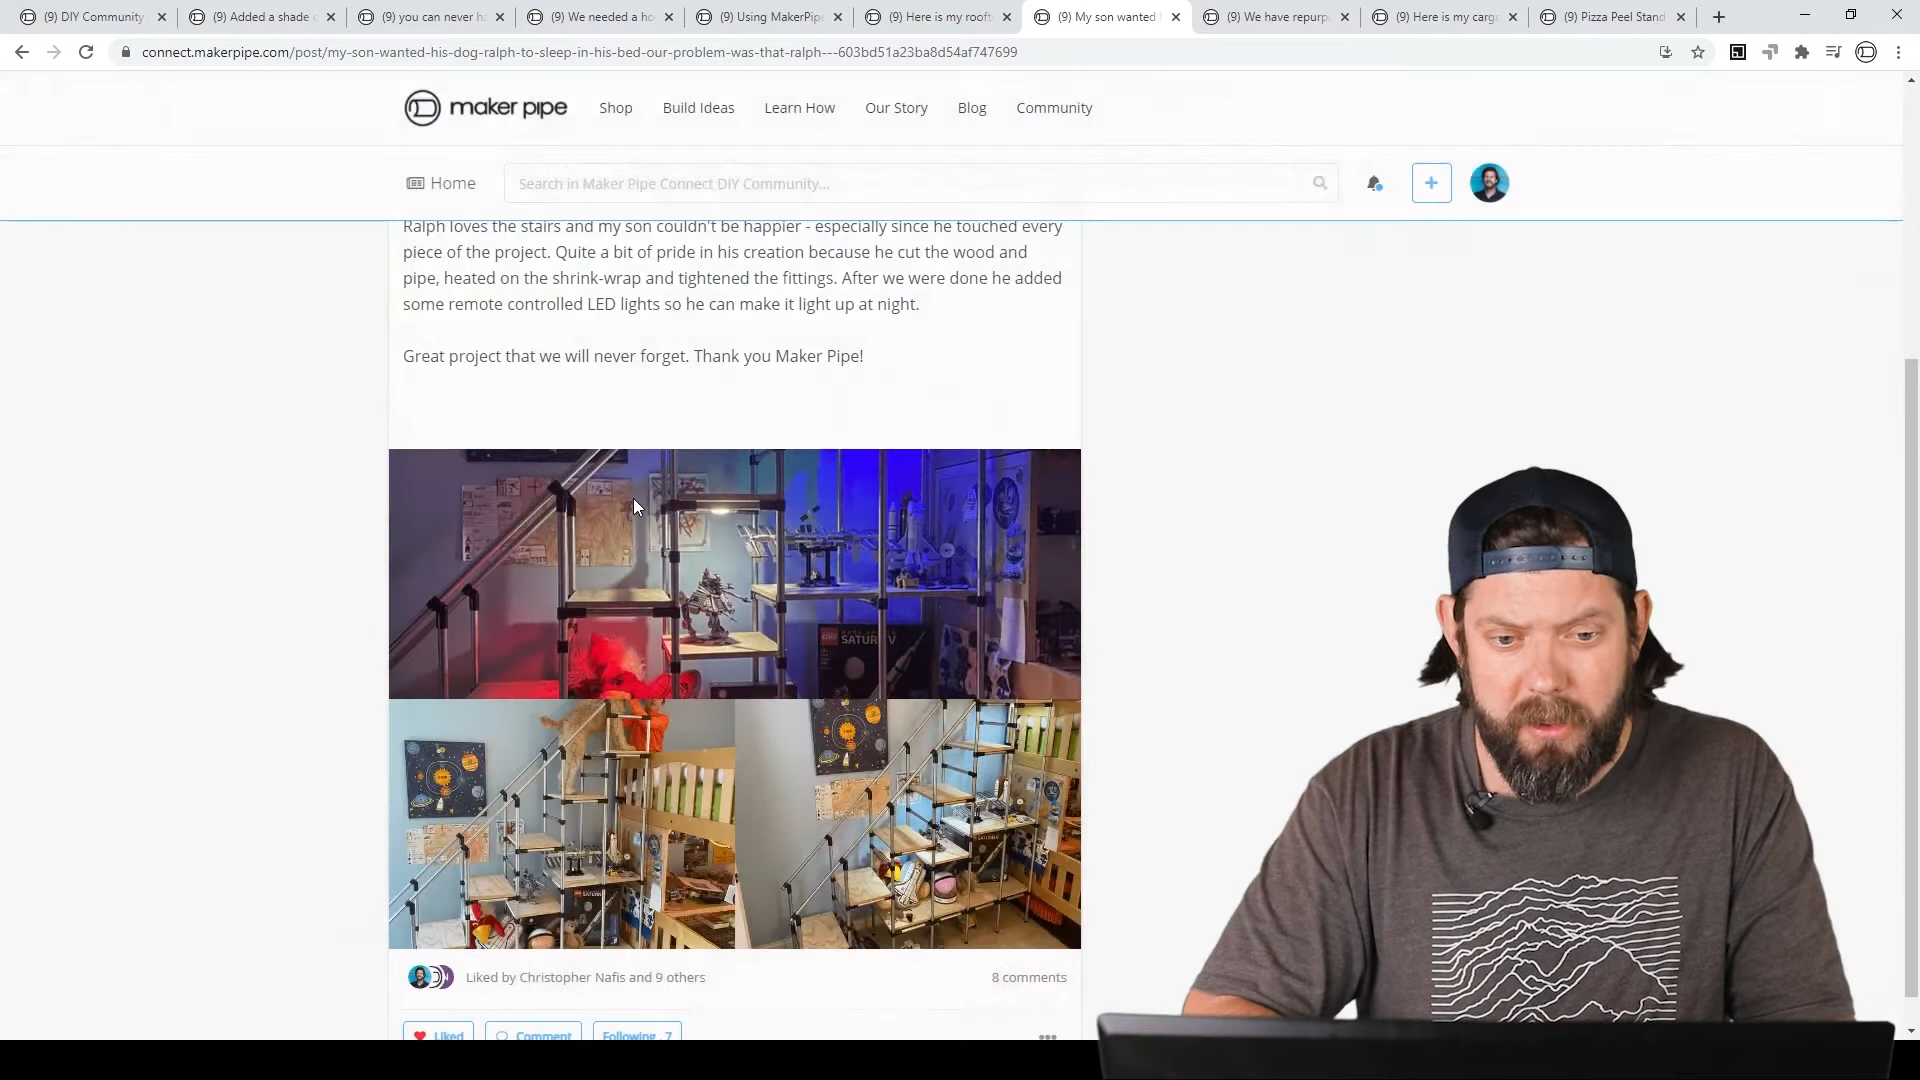 (9) DIY Community
(9) Added a shade
(9) you can never ha
(9) We needed a ho
(9) Using MakerPipe
(9) Here is my rooft
(9) My son wanted
(9) We have repurp
(9) Here is my carg
(9) Pizza Peel Stand
connect.makerpipe.com/post/my-son-wanted-his-dog-ralph-to-sleep-in-his-bed-our-problem-was-that-ralph---603bd51a23ba8d54af747699
maker pipe
Shop
Build Ideas
Learn How
Our Story
Blog
Community
Home
Search in Maker Pipe Connect DIY Community...
Ralph loves the stairs and my son couldn't be happier - especially since he touched every
piece of the project. Quite a bit of pride in his creation because he cut the wood and
pipe, heated on the shrink-wrap and tightened the fittings. After we were done he added
some remote controlled LED lights so he can make it light up at night.
Great project that we will never forget. Thank you Maker Pipe!
SATURN V
Liked by Christopher Nafis and 9 others
8 comments
Liked
Comment
Following . 7